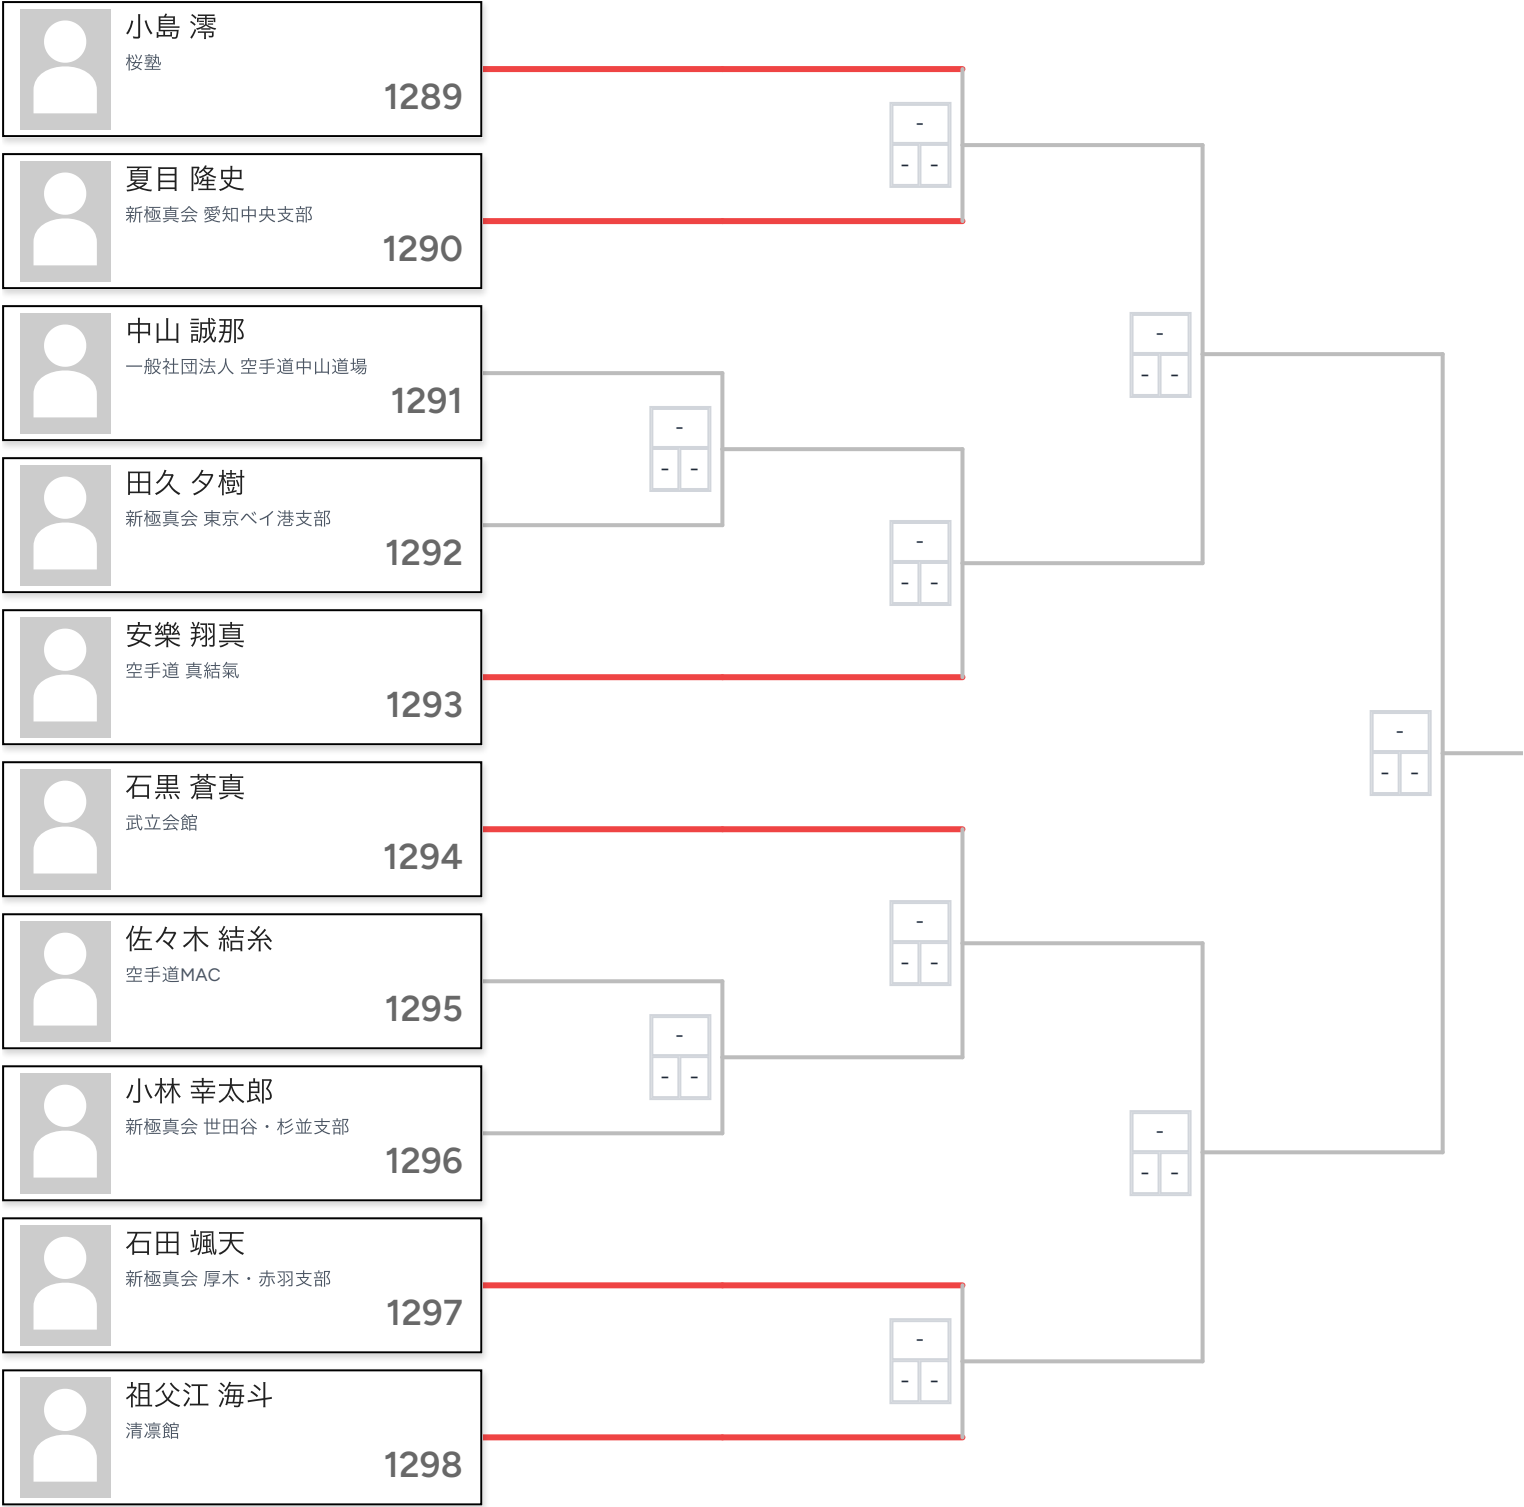 小島 澪
桜塾
1289
夏目 隆史
新極真会 愛知中央支部
1290
中山 誠那
一般社団法人 空手道中山道場
1291
田久 夕樹
新極真会 東京ベイ港支部
1292
安樂 翔真
空手道 真結氣
1293
石黒 蒼真
武立会館
1294
佐々木 結糸
空手道MAC
1295
小林 幸太郎
新極真会 世田谷・杉並支部
1296
石田 颯天
新極真会 厚木・赤羽支部
1297
祖父江 海斗
清凛館
1298
-
- -
-
- -
-
- -
-
- -
-
- -
-
- -
-
- -
-
- -
-
- -